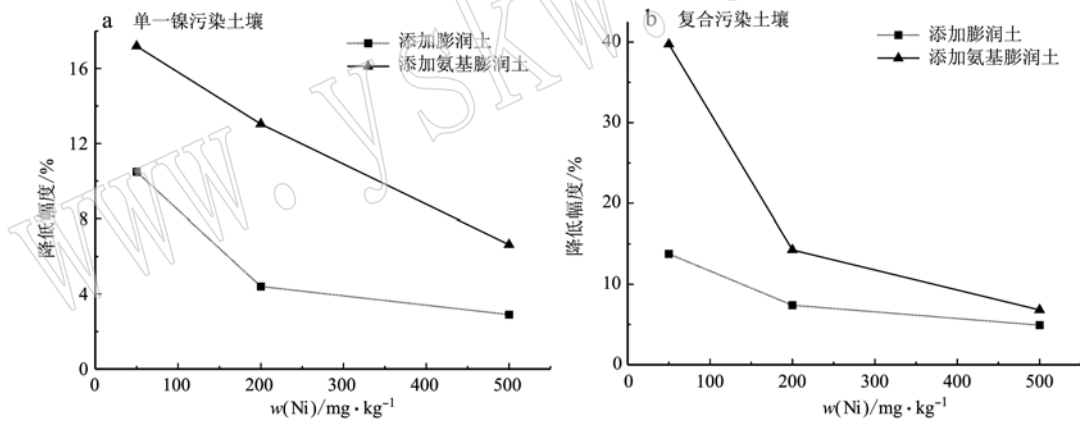 a 单一镍污染土壤
添加膨润土
添加氨基膨润土
16
12
8
4
0
降低幅度/%
0 100 200 300 400 500
w(Ni)/mg·kg⁻¹
b 复合污染土壤
添加膨润土
添加氨基膨润土
40
30
20
10
0
降低幅度/%
0 100 200 300 400 500
w(Ni)/mg·kg⁻¹
www.yskw.